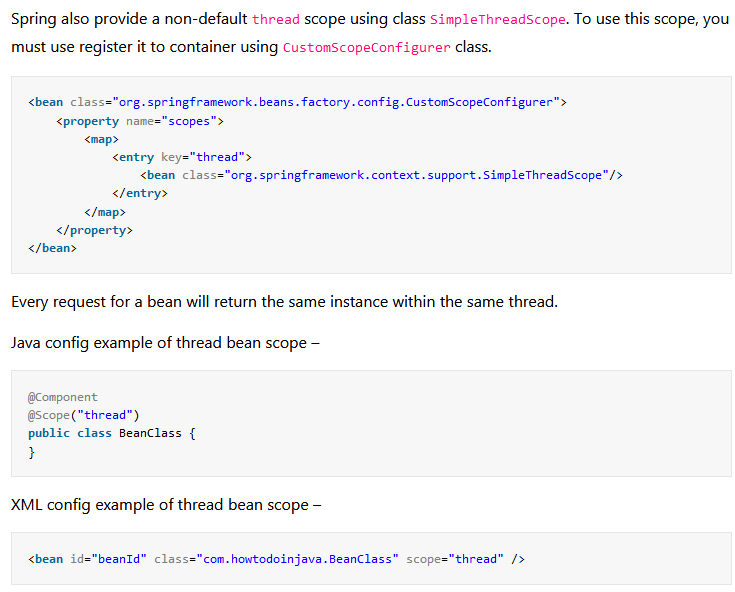 Spring also provide a non-default thread scope using class SimpleThreadScope. To use this scope, you
must use register it to container using CustomScopeConfigurer class.
<bean class="org.springframework.beans.factory.config.CustomScopeConfigurer">
    <property name="scopes">
        <map>
            <entry key="thread">
                <bean class="org.springframework.context.support.SimpleThreadScope"/>
            </entry>
        </map>
    </property>
</bean>
Every request for a bean will return the same instance within the same thread.
Java config example of thread bean scope –
@Component
@Scope("thread")
public class BeanClass {
}
XML config example of thread bean scope –
<bean id="beanId" class="com.howtodoinjava.BeanClass" scope="thread" />